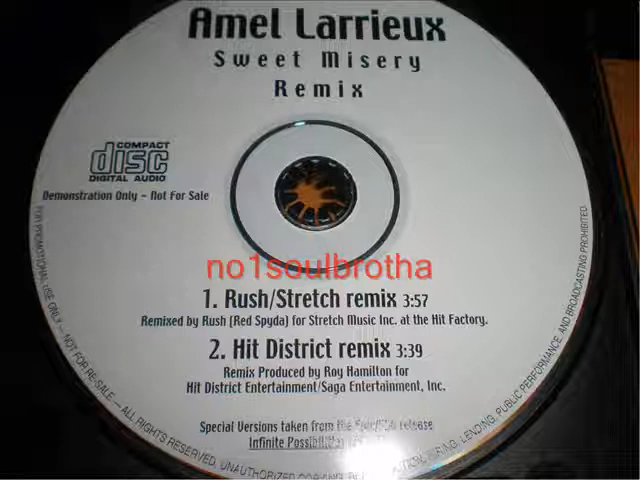 Amel Larrieux
Sweet Misery
Remix
COMPACT
disc
DIGITAL AUDIO
Demonstration Only – Not For Sale
no1soulbrotha
1. Rush/Stretch remix 3:57
Remixed by Rush (Red Spyda) for Stretch Music Inc. at the Hit Factory.
2. Hit District remix 3:39
Remix Produced by Roy Hamilton for
Hit District Entertainment/Saga Entertainment, Inc.
Special Versions taken from the release
Infinite
FOR PROMOTIONAL USE ONLY – NOT FOR RE-SALE – ALL RIGHTS RESERVED. UNAUTHORIZED HIRING, LENDING, PUBLIC PERFORMANCE, AND BROADCASTING PROHIBITED.